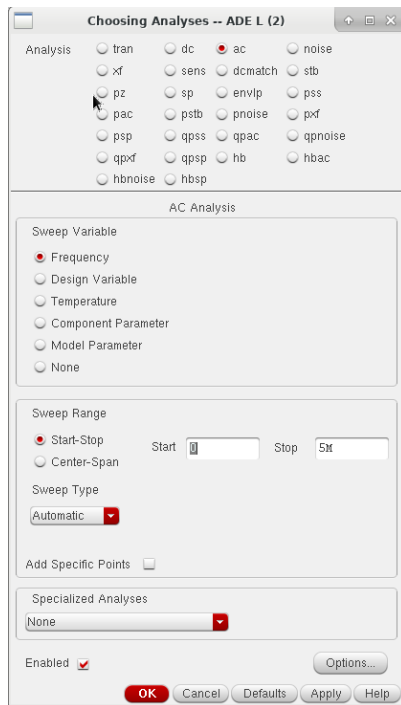 Choosing Analyses -- ADE L (2)
Analysis tran dc ac noise
xf sens dcmatch stb
pz sp envlp pss
pac pstb pnoise pxf
psp qpss qpac qpnoise
qpxf qpsp hb hbac
hbnoise hbsp
AC Analysis
Sweep Variable
Frequency
Design Variable
Temperature
Component Parameter
Model Parameter
None
Sweep Range
Start-Stop Start 0 Stop 5M
Center-Span
Sweep Type
Automatic
Add Specific Points
Specialized Analyses
None
Enabled Options...
OK Cancel Defaults Apply Help